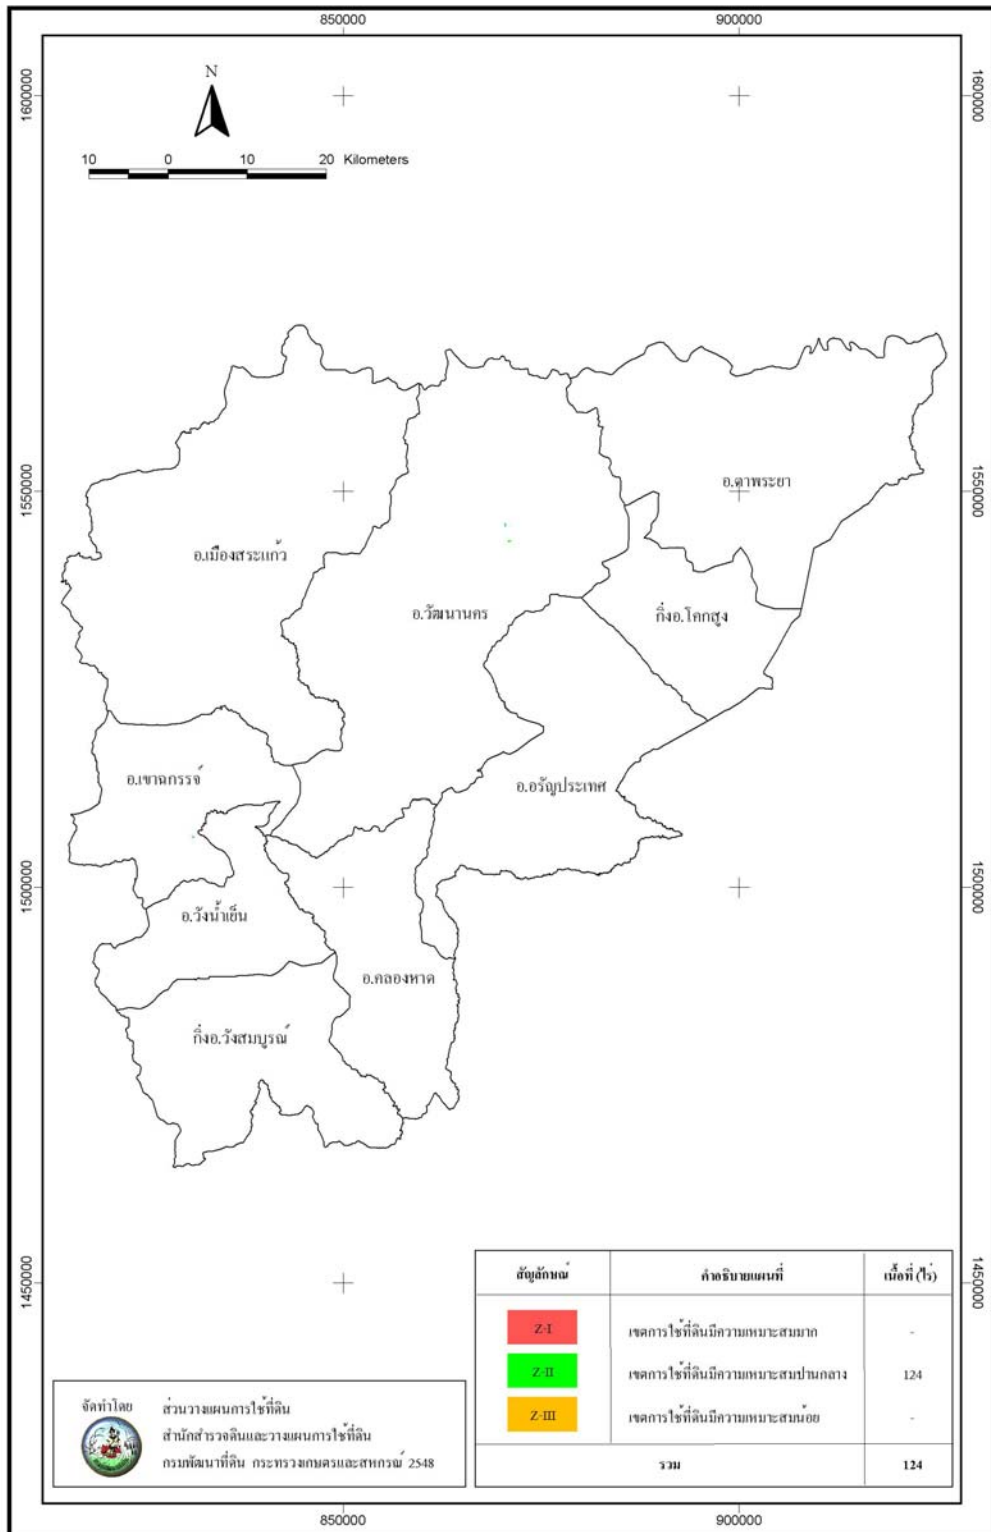 850000
900000
1600000
1600000
N
10 0 10 20 Kilometers
1550000
1550000
อ.ตาพระยา
อ.เมืองสระแก้ว
อ.วัฒนานคร
กิ่งอ.โคกสูง
อ.เขาฉกรรจ์
อ.อรัญประเทศ
1500000
1500000
อ.วังน้ำเย็น
อ.คลองหาด
กิ่งอ.วังสมบูรณ์
1450000
1450000
สัญลักษณ์ คำอธิบายแผนที่ เนื้อที่ (ไร่)
Z-I เขตการใช้ที่ดินมีความเหมาะสมมาก -
Z-II เขตการใช้ที่ดินมีความเหมาะสมปานกลาง 124
Z-III เขตการใช้ที่ดินมีความเหมาะสมน้อย -
รวม 124
จัดทำโดย ส่วนวางแผนการใช้ที่ดิน
สำนักสำรวจดินและวางแผนการใช้ที่ดิน
กรมพัฒนาที่ดิน กระทรวงเกษตรและสหกรณ์ 2548
850000
900000